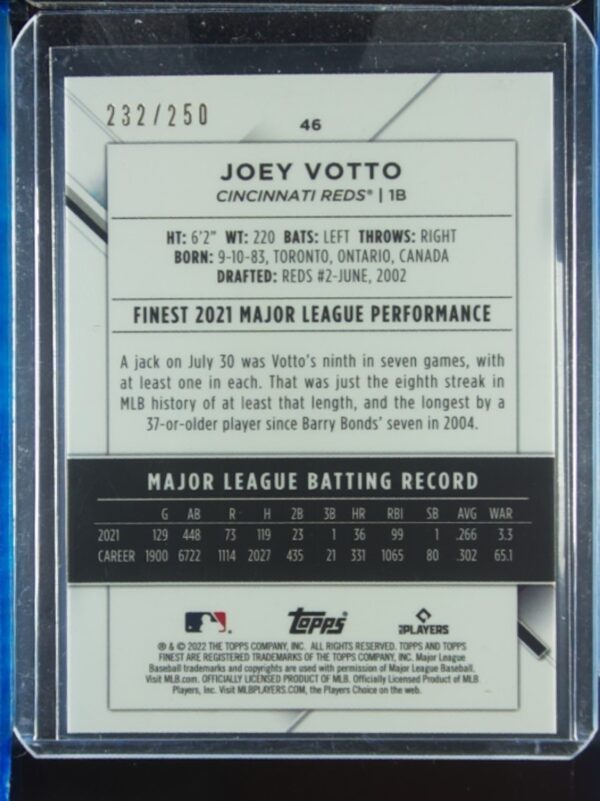 232/250
46
JOEY VOTTO
CINCINNATI REDS® | 1B
HT: 6'2" WT: 220 BATS: LEFT THROWS: RIGHT
BORN: 9-10-83, TORONTO, ONTARIO, CANADA
DRAFTED: REDS #2-JUNE, 2002
FINEST 2021 MAJOR LEAGUE PERFORMANCE
A jack on July 30 was Votto's ninth in seven games, with
at least one in each. That was just the eighth streak in
MLB history of at least that length, and the longest by a
37-or-older player since Barry Bonds' seven in 2004.
MAJOR LEAGUE BATTING RECORD
G AB R H 2B 3B HR RBI SB AVG WAR
2021 129 448 73 119 23 1 36 99 1 .266 3.3
CAREER 1900 6722 1114 2027 435 21 331 1065 80 .302 65.1
Topps
PLAYERS
® & © 2022 THE TOPPS COMPANY, INC. ALL RIGHTS RESERVED. TOPPS AND TOPPS
FINEST ARE REGISTERED TRADEMARKS OF THE TOPPS COMPANY, INC. Major League
Baseball trademarks and copyrights are used with permission of Major League Baseball.
Visit MLB.com. OFFICIALLY LICENSED PRODUCT OF MLB. Officially Licensed Product of MLB
Players, Inc. Visit MLBPLAYERS.COM, the Players Choice on the web.